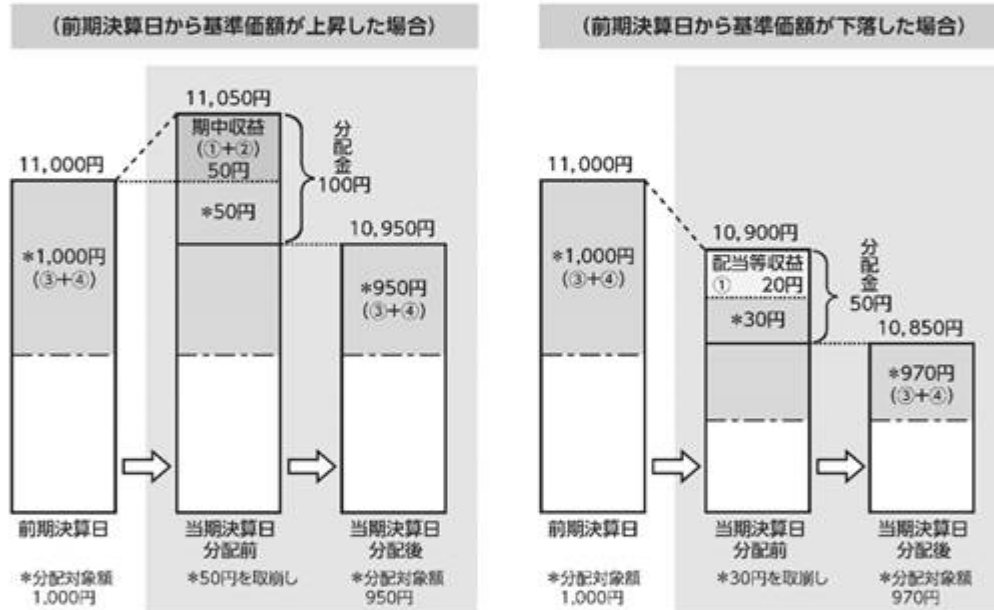 (前期決算日から基準価額が上昇した場合)
11,050円
期中収益
(①+②)
50円
*50円
分配金
100円
11,000円
*1,000円
(③+④)
10,950円
*950円
(③+④)
前期決算日
当期決算日
分配前
当期決算日
分配後
*分配対象額
1,000円
*50円を取崩し
*分配対象額
950円
(前期決算日から基準価額が下落した場合)
11,000円
*1,000円
(③+④)
10,900円
配当等収益
① 20円
*30円
分配金
50円
10,850円
*970円
(③+④)
前期決算日
当期決算日
分配前
当期決算日
分配後
*分配対象額
1,000円
*30円を取崩し
*分配対象額
970円